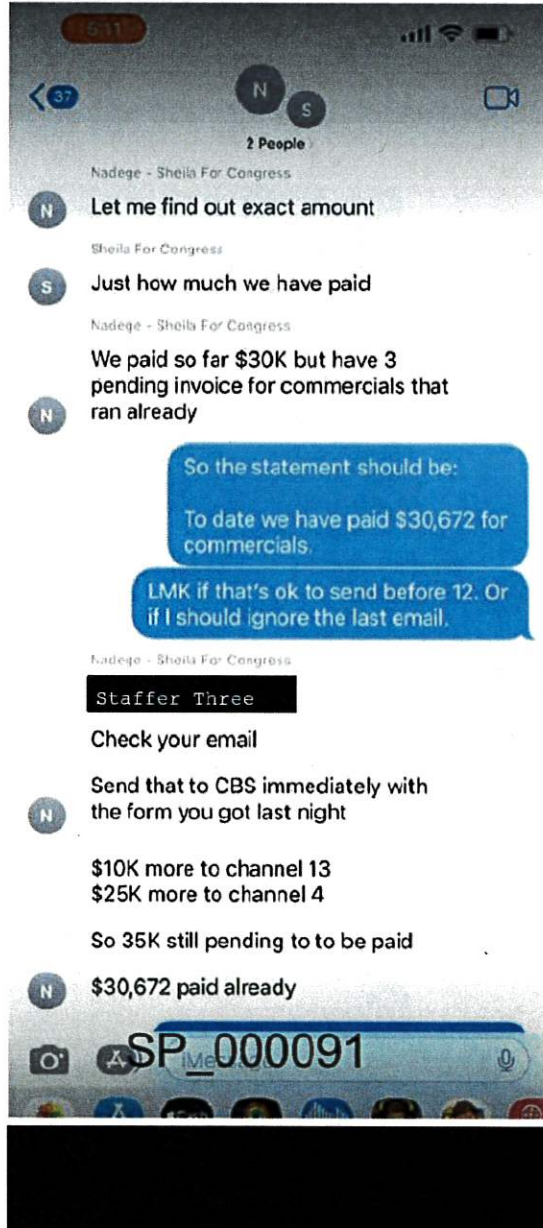 5:11
37
N
S
2 People
Nadege - Sheila For Congress
N
Let me find out exact amount
Sheila For Congress
S
Just how much we have paid
Nadege - Sheila For Congress
We paid so far $30K but have 3
pending invoice for commercials that
N
ran already
So the statement should be:
To date we have paid $30,672 for
commercials.
LMK if that's ok to send before 12. Or
if I should ignore the last email.
Nadege - Sheila For Congress
Staffer Three
Check your email
Send that to CBS immediately with
N
the form you got last night
$10K more to channel 13
$25K more to channel 4
So 35K still pending to to be paid
N
$30,672 paid already
SP_000091